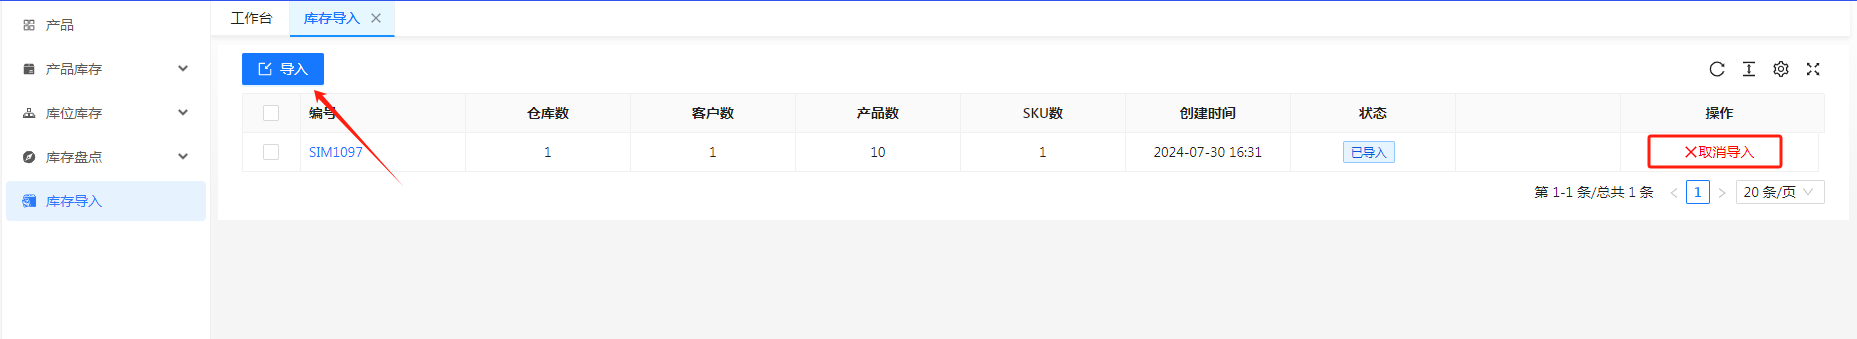 产品
产品库存
库位库存
库存盘点
库存导入
工作台 库存导入
导入
编号 仓库数 客户数 产品数 SKU数 创建时间 状态 操作
SIM1097 1 1 10 1 2024-07-30 16:31 已导入 取消导入
第 1-1 条/总共 1 条 < 1 > 20 条/页